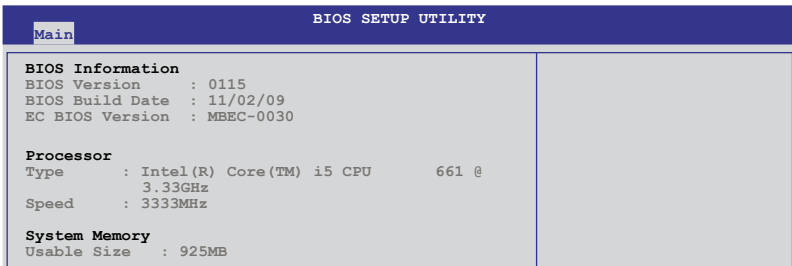 BIOS SETUP UTILITY
Main
BIOS Information
BIOS Version : 0115
BIOS Build Date : 11/02/09
EC BIOS Version : MBEC-0030
Processor
Type : Intel(R) Core(TM) i5 CPU 661 @
3.33GHz
Speed : 3333MHz
System Memory
Usable Size : 925MB